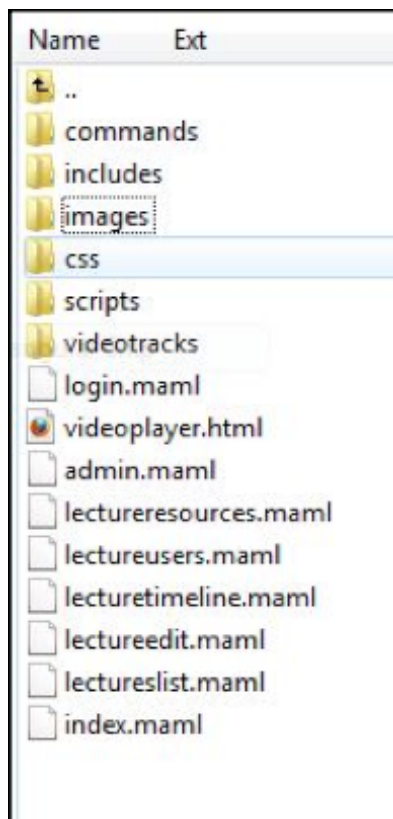 Name Ext
..
commands
includes
images
css
scripts
videotracks
login.maml
videoplayer.html
admin.maml
lectureresources.maml
lectureusers.maml
lecturetimeline.maml
lectureedit.maml
lectureslist.maml
index.maml